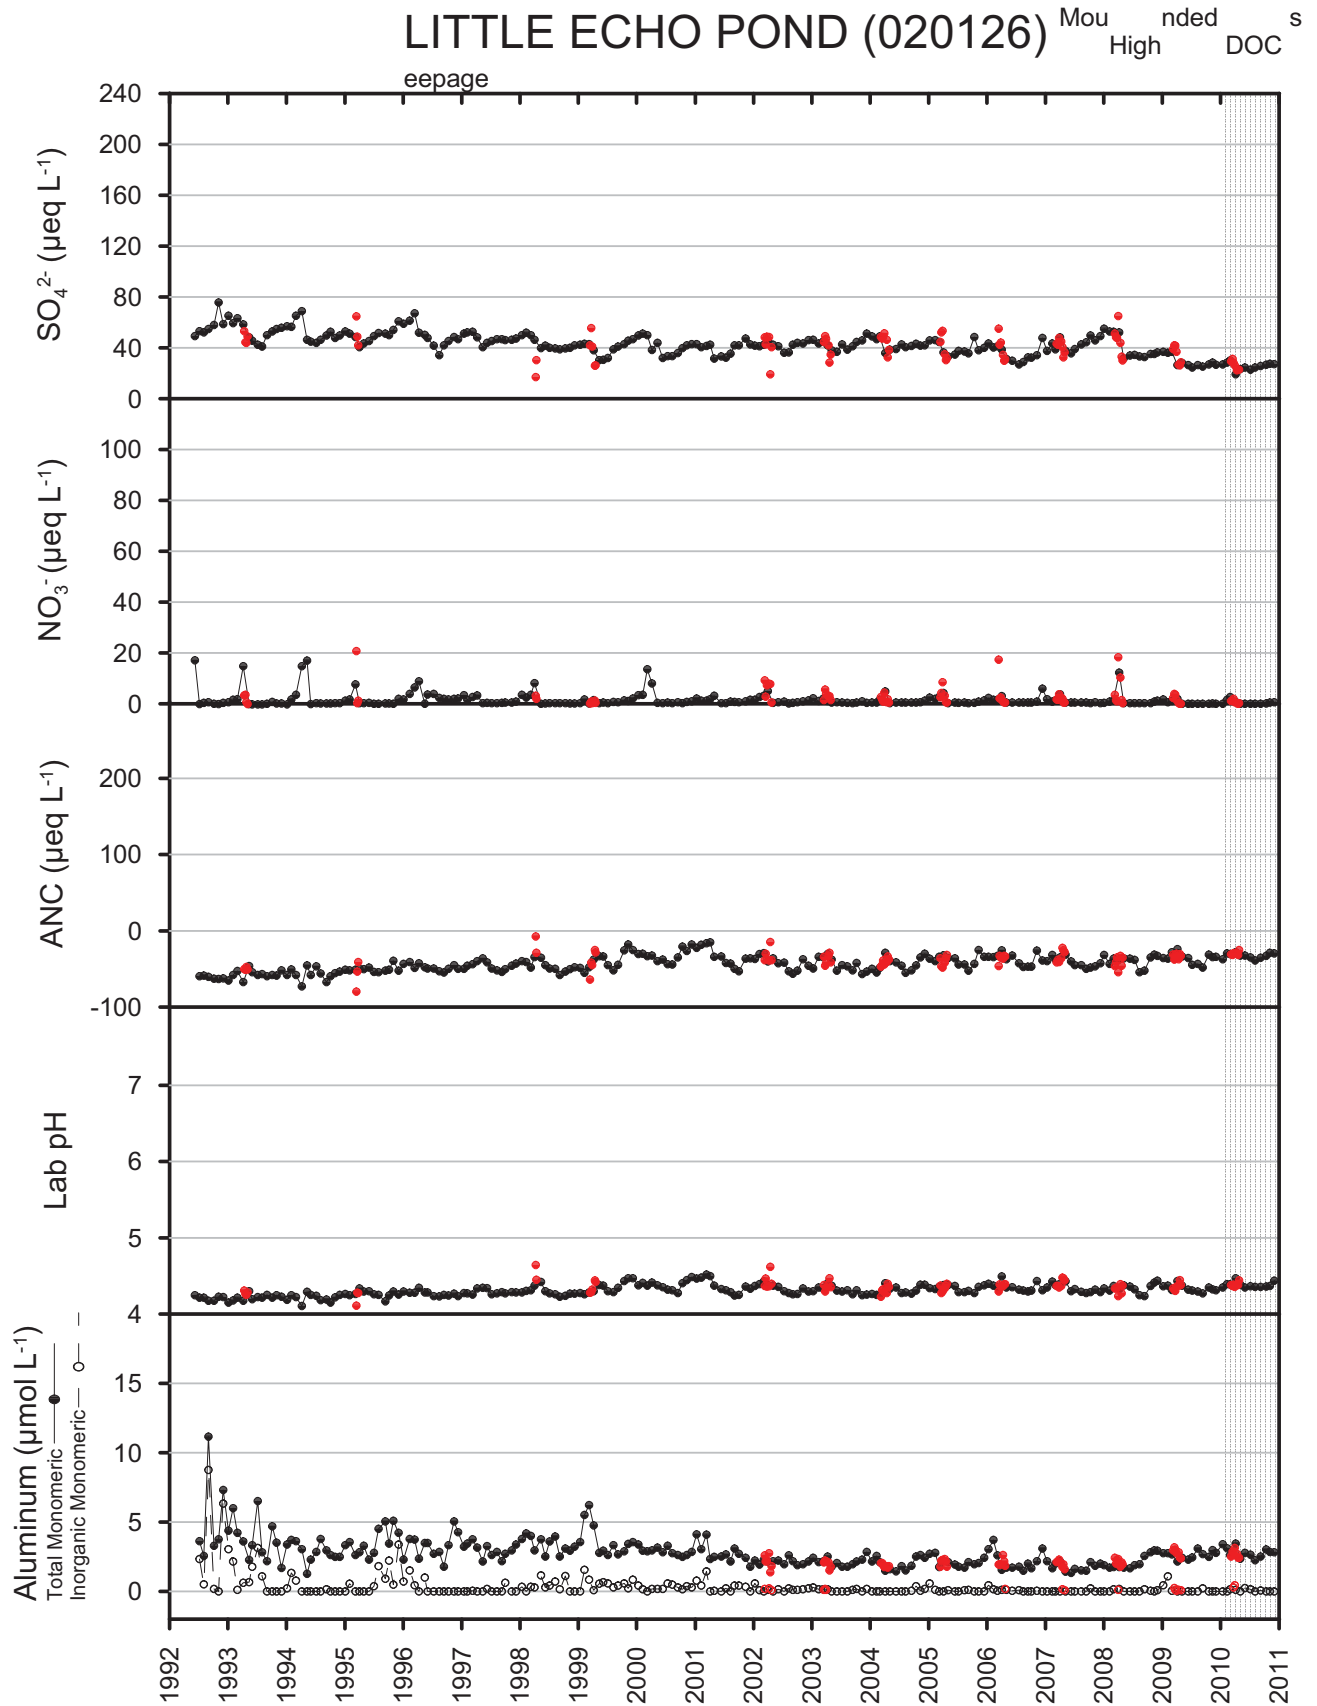 LITTLE ECHO POND (020126) Mou nded s
High DOC
eepage
240
200
160
120
80
40
0
SO₄²⁻ (µeq L⁻¹)
100
80
60
40
20
0
NO₃⁻ (µeq L⁻¹)
200
100
0
-100
ANC (µeq L⁻¹)
7
6
5
4
Lab pH
4
15
10
5
0
Aluminum (µmol L⁻¹)
Total Monomeric
Inorganic Monomeric
1992 1993 1994 1995 1996 1997 1998 1999 2000 2001 2002 2003 2004 2005 2006 2007 2008 2009 2010 2011